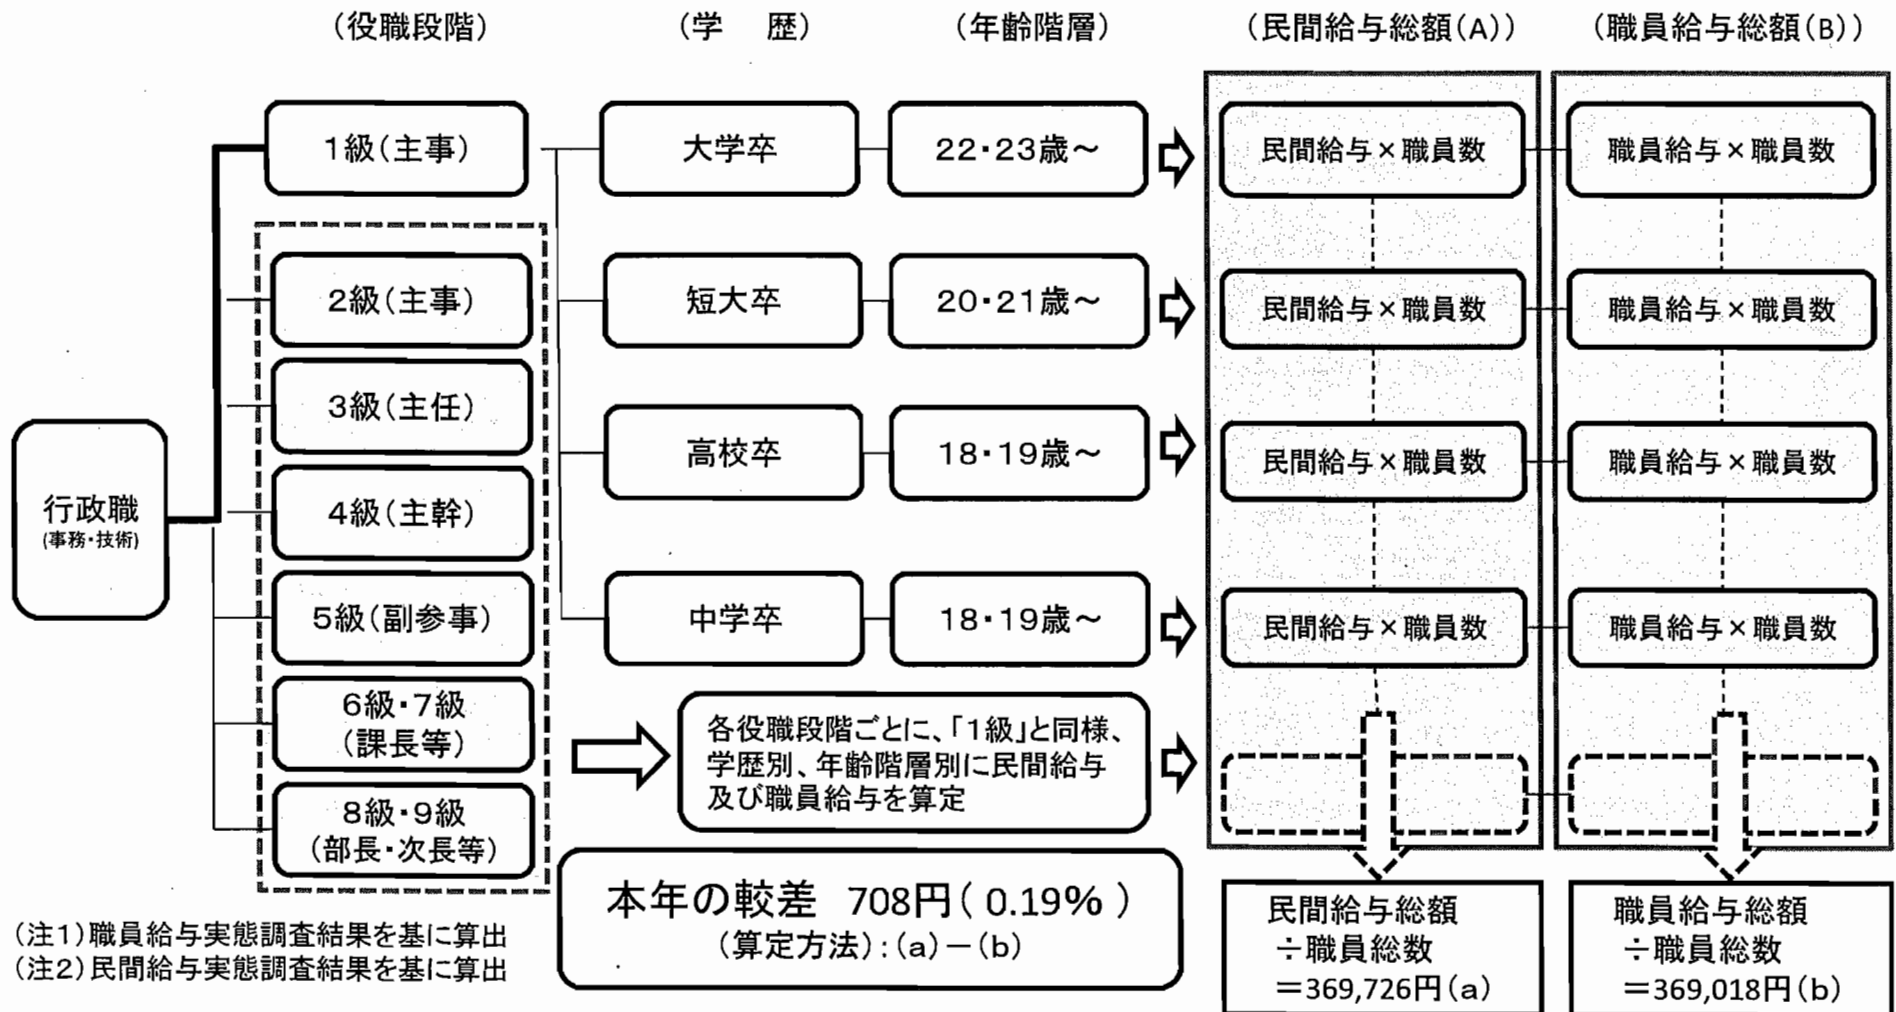 (役職段階)
(学　歴)
(年齢階層)
(民間給与総額(A))
(職員給与総額(B))
行政職
(事務・技術)
1級(主事)
2級(主事)
3級(主任)
4級(主幹)
5級(副参事)
6級・7級
(課長等)
8級・9級
(部長・次長等)
大学卒
22・23歳～
民間給与×職員数
職員給与×職員数
短大卒
20・21歳～
民間給与×職員数
職員給与×職員数
高校卒
18・19歳～
民間給与×職員数
職員給与×職員数
中学卒
18・19歳～
民間給与×職員数
職員給与×職員数
各役職段階ごとに、「1級」と同様、
学歴別、年齢階層別に民間給与
及び職員給与を算定
本年の較差 708円( 0.19% )
(算定方法):(a)－(b)
民間給与総額
÷職員総数
＝369,726円(a)
職員給与総額
÷職員総数
＝369,018円(b)
(注1)職員給与実態調査結果を基に算出
(注2)民間給与実態調査結果を基に算出